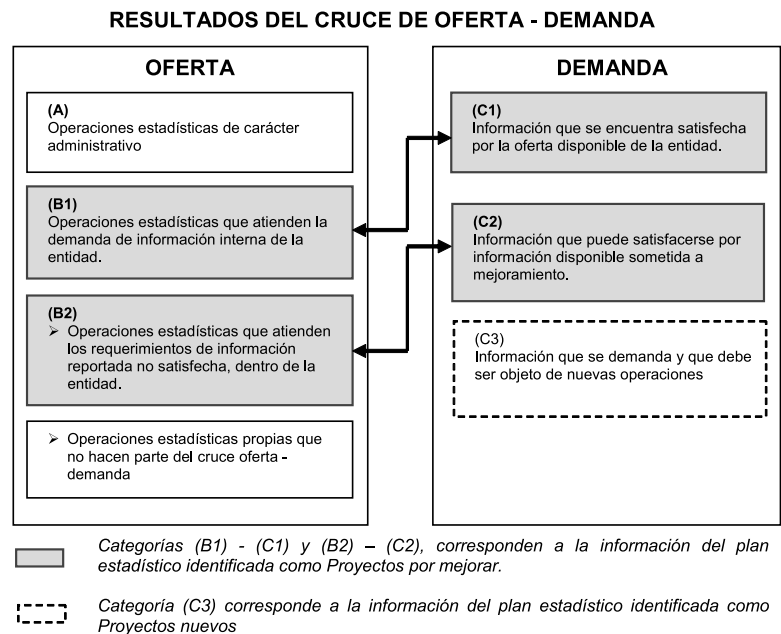 RESULTADOS DEL CRUCE DE OFERTA - DEMANDA
OFERTA
(A)
Operaciones estadísticas de carácter
administrativo
(B1)
Operaciones estadísticas que atienden la
demanda de información interna de la
entidad.
(B2)
➢ Operaciones estadísticas que atienden
los requerimientos de información
reportada no satisfecha, dentro de la
entidad.
➢ Operaciones estadísticas propias que
no hacen parte del cruce oferta -
demanda
DEMANDA
(C1)
Información que se encuentra satisfecha
por la oferta disponible de la entidad.
(C2)
Información que puede satisfacerse por
información disponible sometida a
mejoramiento.
(C3)
Información que se demanda y que debe
ser objeto de nuevas operaciones
Categorías (B1) - (C1) y (B2) – (C2), corresponden a la información del plan
estadístico identificada como Proyectos por mejorar.
Categoría (C3) corresponde a la información del plan estadístico identificada como
Proyectos nuevos